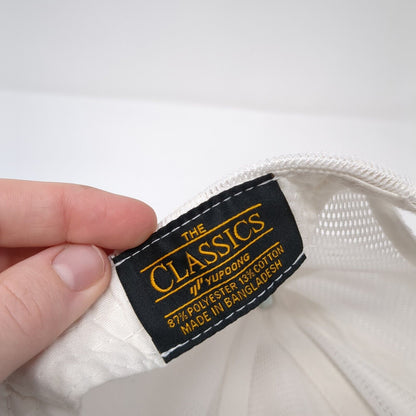 THE
CLASSICS
YUPOONG
87% POLYESTER 13% COTTON
MADE IN BANGLADESH